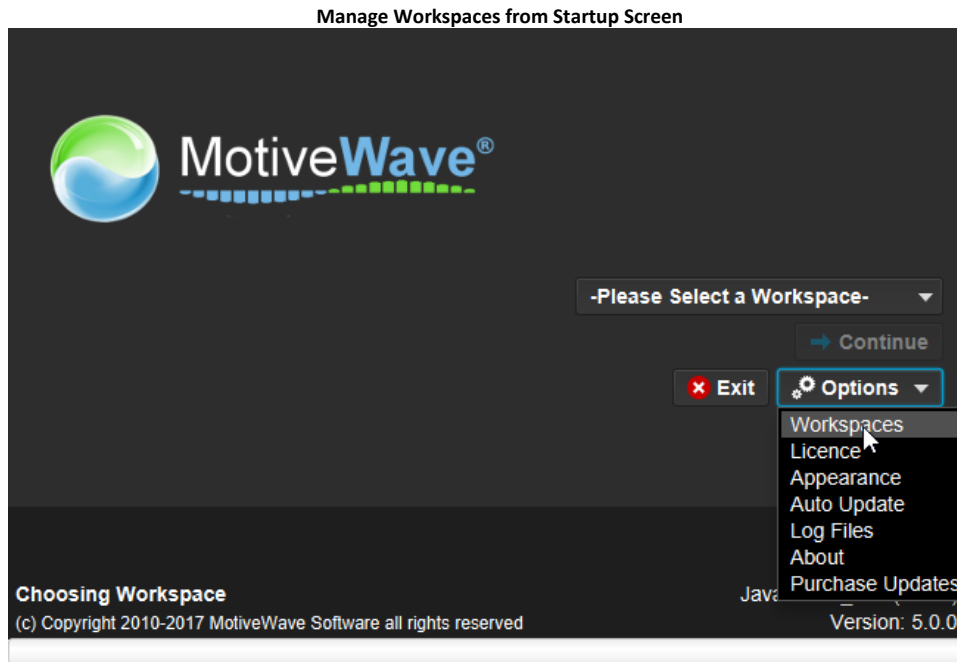 Manage Workspaces from Startup Screen
MotiveWave®
-Please Select a Workspace-
Continue
Exit
Options
Workspaces
Licence
Appearance
Auto Update
Log Files
About
Purchase Updates
Choosing Workspace
Java
(c) Copyright 2010-2017 MotiveWave Software all rights reserved
Version: 5.0.0